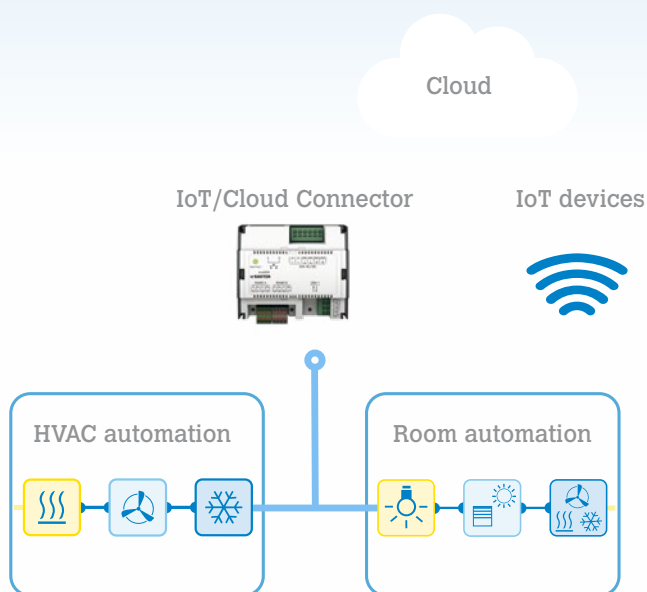 Cloud
IoT/Cloud Connector
IoT devices
HVAC automation
Room automation